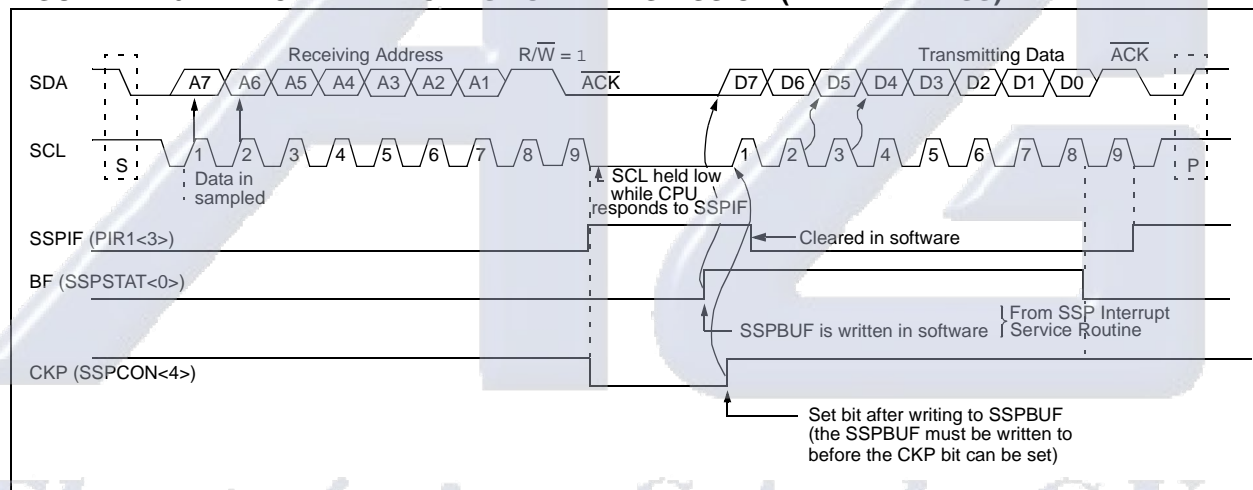 Receiving Address R/W = 1 Transmitting Data ACK
SDA A7 A6 A5 A4 A3 A2 A1 ACK D7 D6 D5 D4 D3 D2 D1 D0
SCL 1 2 3 4 5 6 7 8 9 1 2 3 4 5 6 7 8 9
S
P
Data in
sampled
SCL held low
while CPU
responds to SSPIF
SSPIF (PIR1<3>)
Cleared in software
BF (SSPSTAT<0>)
SSPBUF is written in software
From SSP Interrupt
Service Routine
CKP (SSPCON<4>)
Set bit after writing to SSPBUF
(the SSPBUF must be written to
before the CKP bit can be set)